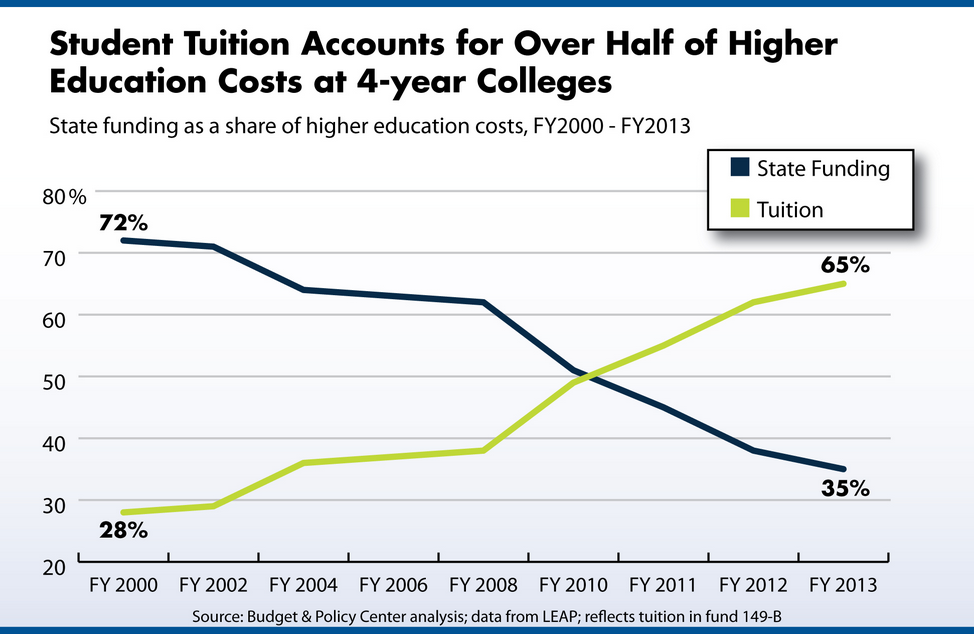 Student Tuition Accounts for Over Half of Higher
Education Costs at 4-year Colleges
State funding as a share of higher education costs, FY2000 - FY2013
State Funding
Tuition
80%
72%
70
65%
60
50
40
35%
30
28%
20
FY 2000 FY 2002 FY 2004 FY 2006 FY 2008 FY 2010 FY 2011 FY 2012 FY 2013
Source: Budget & Policy Center analysis; data from LEAP; reflects tuition in fund 149-B